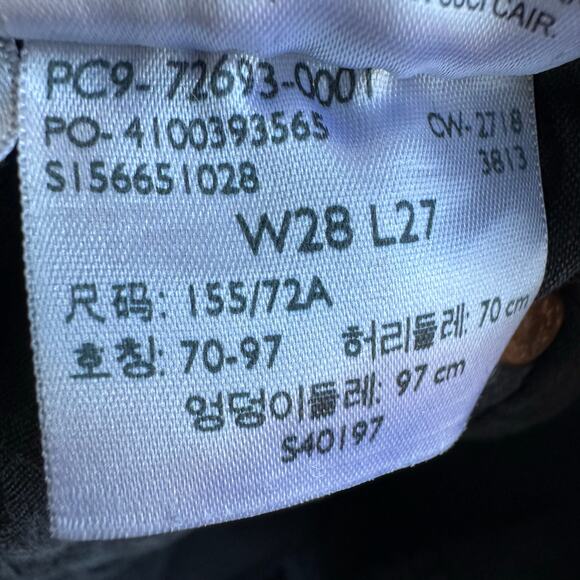 CAIR.
PC9-72693-0001
PO-4100393565 CW-2718
S156651028 3813
W28 L27
尺码: 155/72A
호칭: 70-97 허리둘레: 70 cm
엉덩이둘레: 97 cm
S40197